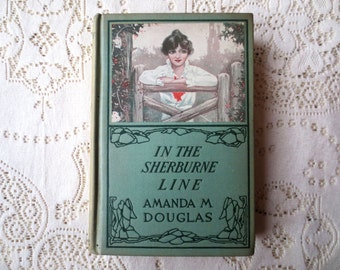 IN THE
SHERBURNE
LINE
AMANDA M
DOUGLAS